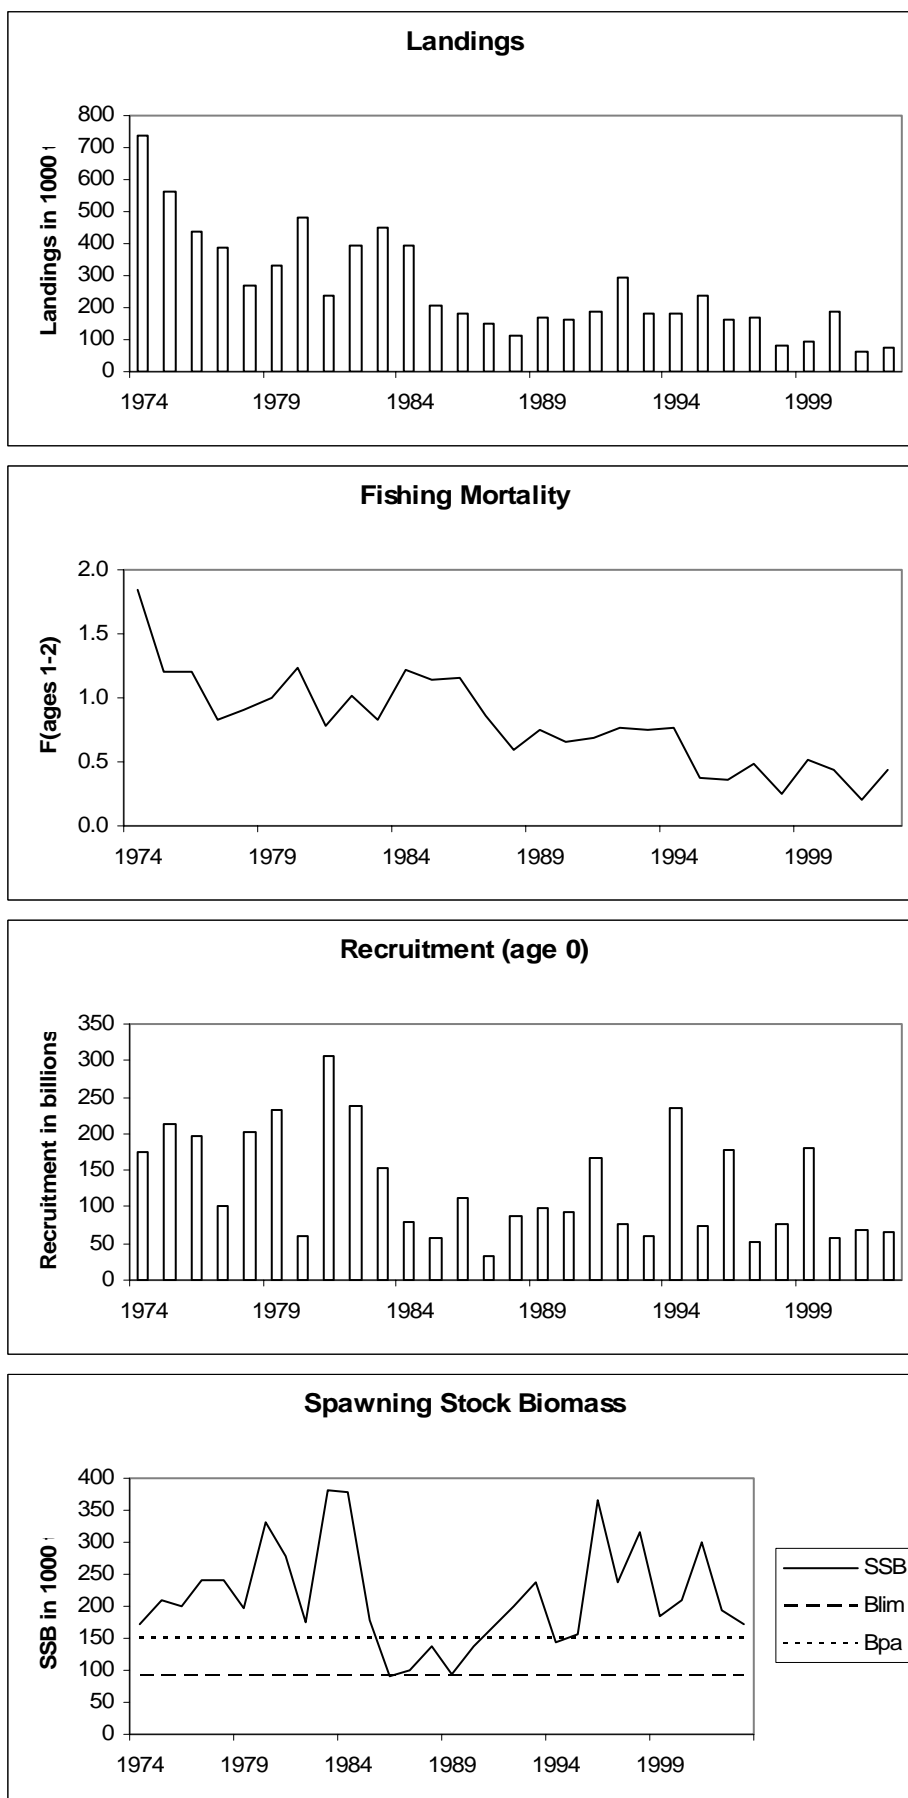 Landings
Landings in 1000 t
800
700
600
500
400
300
200
100
0
1974 1979 1984 1989 1994 1999
Fishing Mortality
F(ages 1-2)
2.0
1.5
1.0
0.5
0.0
1974 1979 1984 1989 1994 1999
Recruitment (age 0)
Recruitment in billions
350
300
250
200
150
100
50
0
1974 1979 1984 1989 1994 1999
Spawning Stock Biomass
SSB in 1000 t
400
350
300
250
200
150
100
50
0
1974 1979 1984 1989 1994 1999
SSB
Blim
Bpa